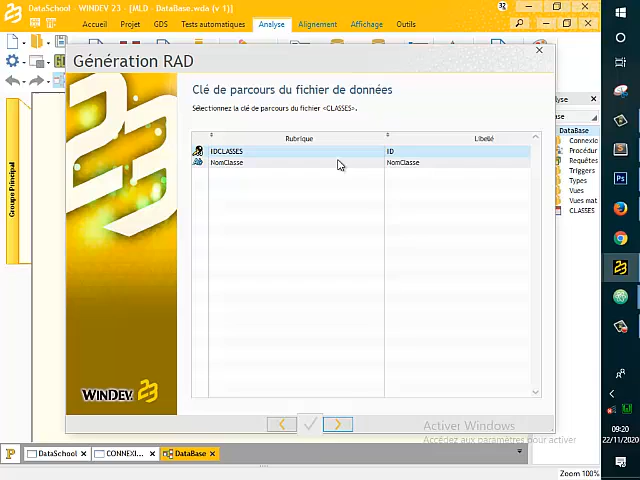 DataSchool - WINDEV 23 - [MLD - DataBase.wda (v 1)]
32
Accueil Projet GDS Tests automatiques Analyse Alignement Affichage Outils
Génération RAD
Clé de parcours du fichier de données
Sélectionnez la clé de parcours du fichier <CLASSES>.
Rubrique Libellé
IDCLASSES ID
NomClasse NomClasse
Groupe Principal
WINDEV 23
lyse
DataBase
Connexio
Procédur
Requêtes
Triggers
Types
Vues
Vues mat
CLASSES
Activer Windows
Accédez aux paramètres pour activer
DataSchool CONNEXI... DataBase
Zoom 100%
09:20
22/11/2020